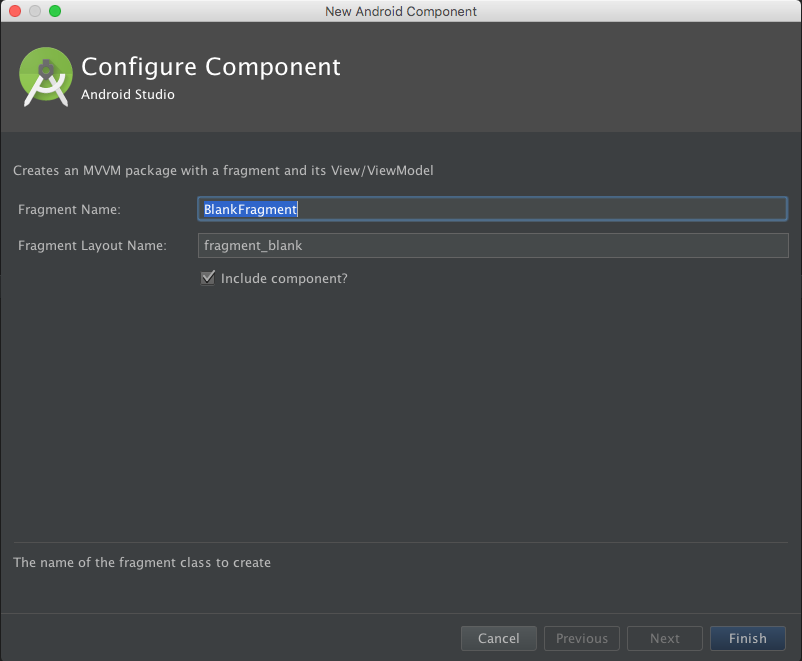 New Android Component
Configure Component
Android Studio
Creates an MVVM package with a fragment and its View/ViewModel
Fragment Name: BlankFragment
Fragment Layout Name: fragment_blank
Include component?
The name of the fragment class to create
Cancel Previous Next Finish